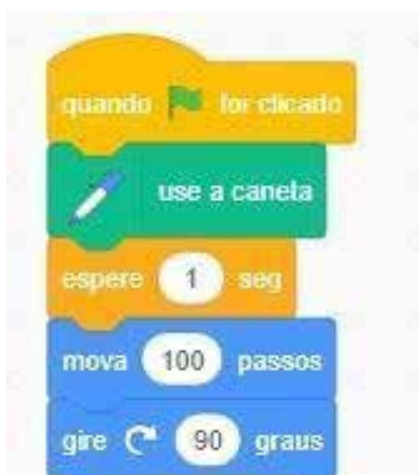 quando for clicado
use a caneta
espere 1 seg
mova 100 passos
gire 90 graus